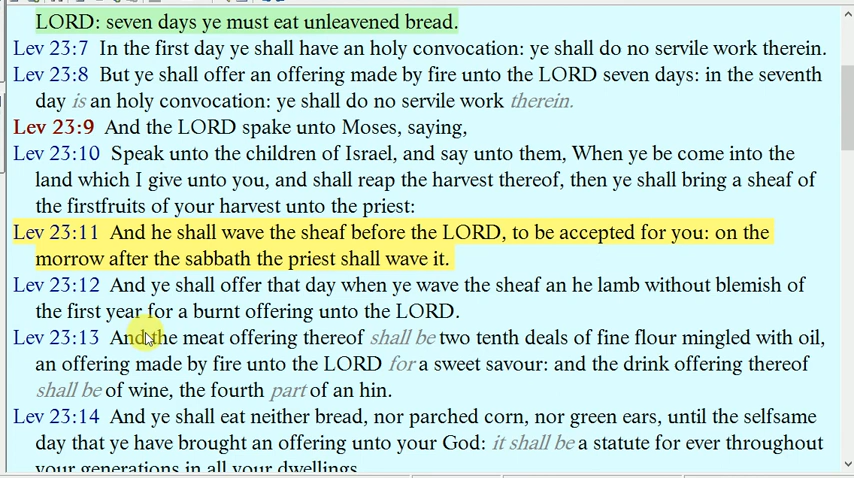 LORD: seven days ye must eat unleavened bread.
Lev 23:7 In the first day ye shall have an holy convocation: ye shall do no servile work therein.
Lev 23:8 But ye shall offer an offering made by fire unto the LORD seven days: in the seventh
day is an holy convocation: ye shall do no servile work therein.
Lev 23:9 And the LORD spake unto Moses, saying,
Lev 23:10 Speak unto the children of Israel, and say unto them, When ye be come into the
land which I give unto you, and shall reap the harvest thereof, then ye shall bring a sheaf of
the firstfruits of your harvest unto the priest:
Lev 23:11 And he shall wave the sheaf before the LORD, to be accepted for you: on the
morrow after the sabbath the priest shall wave it.
Lev 23:12 And ye shall offer that day when ye wave the sheaf an he lamb without blemish of
the first year for a burnt offering unto the LORD.
Lev 23:13 And the meat offering thereof shall be two tenth deals of fine flour mingled with oil,
an offering made by fire unto the LORD for a sweet savour: and the drink offering thereof
shall be of wine, the fourth part of an hin.
Lev 23:14 And ye shall eat neither bread, nor parched corn, nor green ears, until the selfsame
day that ye have brought an offering unto your God: it shall be a statute for ever throughout
your generations in all your dwellings.